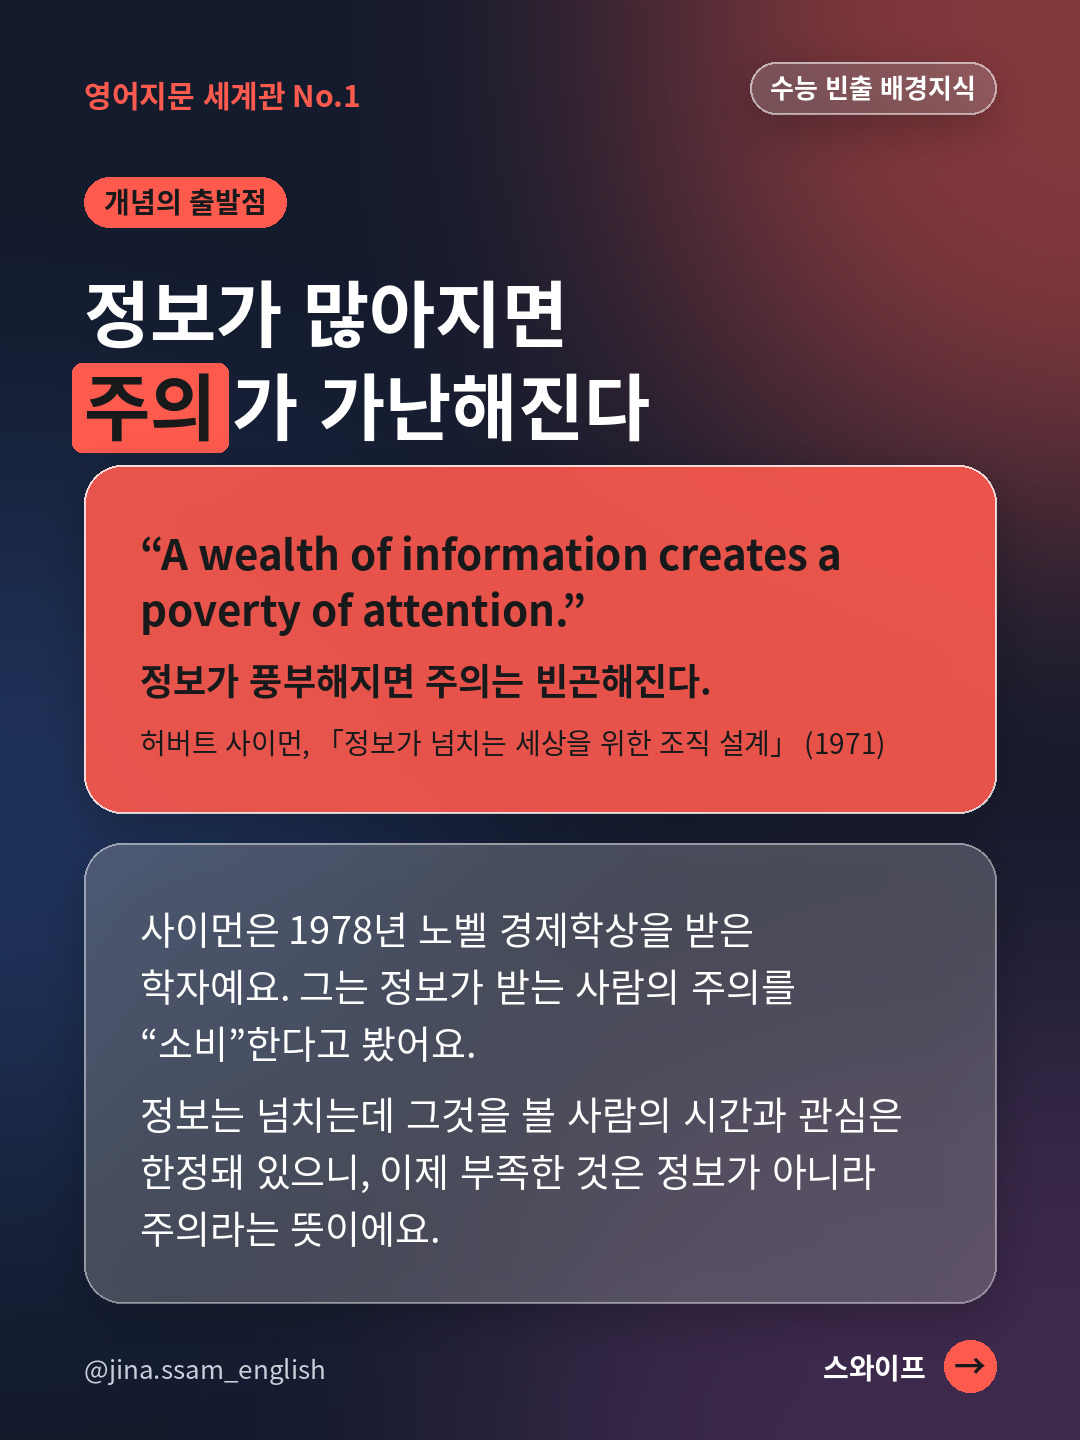 영어지문 세계관 No.1
수능 빈출 배경지식
개념의 출발점
정보가 많아지면
주의가 가난해진다
“A wealth of information creates a
poverty of attention.”
정보가 풍부해지면 주의는 빈곤해진다.
허버트 사이먼, 「정보가 넘치는 세상을 위한 조직 설계」 (1971)
사이먼은 1978년 노벨 경제학상을 받은
학자예요. 그는 정보가 받는 사람의 주의를
“소비”한다고 봤어요.
정보는 넘치는데 그것을 볼 사람의 시간과 관심은
한정돼 있으니, 이제 부족한 것은 정보가 아니라
주의라는 뜻이에요.
@jina.ssam_english
스와이프 →